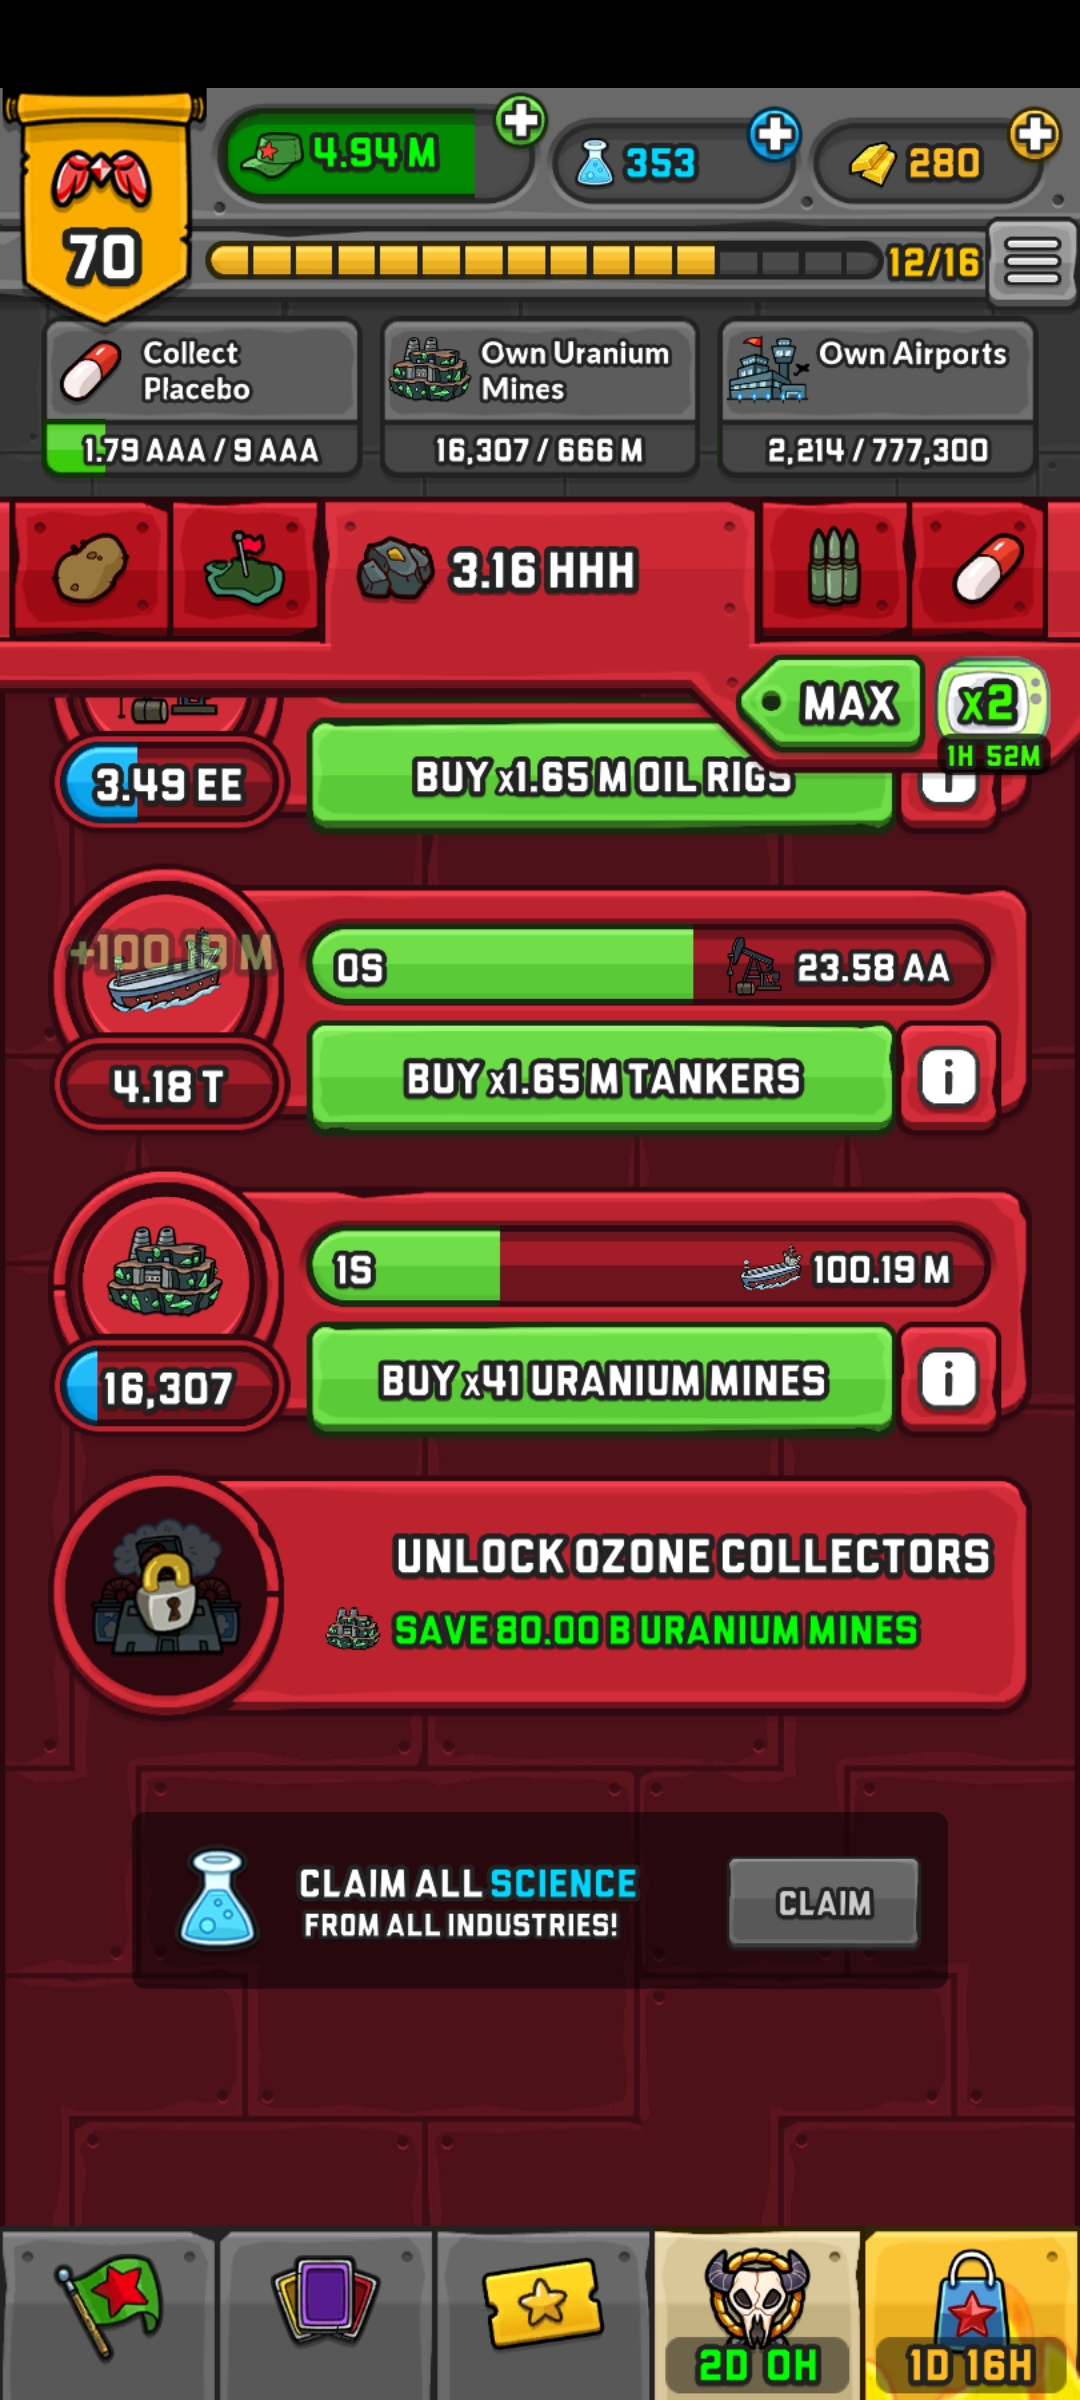 4.94 M
353
280
70
12/16
Collect
Placebo
1.79 AAA / 9 AAA
Own Uranium
Mines
16,307 / 666 M
Own Airports
2,214 / 777,300
3.16 HHH
MAX
x2
1H 52M
3.49 EE
BUY x1.65 M OIL RIGS
+100.19 M
0S
23.58 AA
4.18 T
BUY x1.65 M TANKERS
i
1S
100.19 M
16,307
BUY x41 URANIUM MINES
i
UNLOCK OZONE COLLECTORS
SAVE 80.00 B URANIUM MINES
CLAIM ALL SCIENCE
FROM ALL INDUSTRIES!
CLAIM
2D 0H
1D 16H